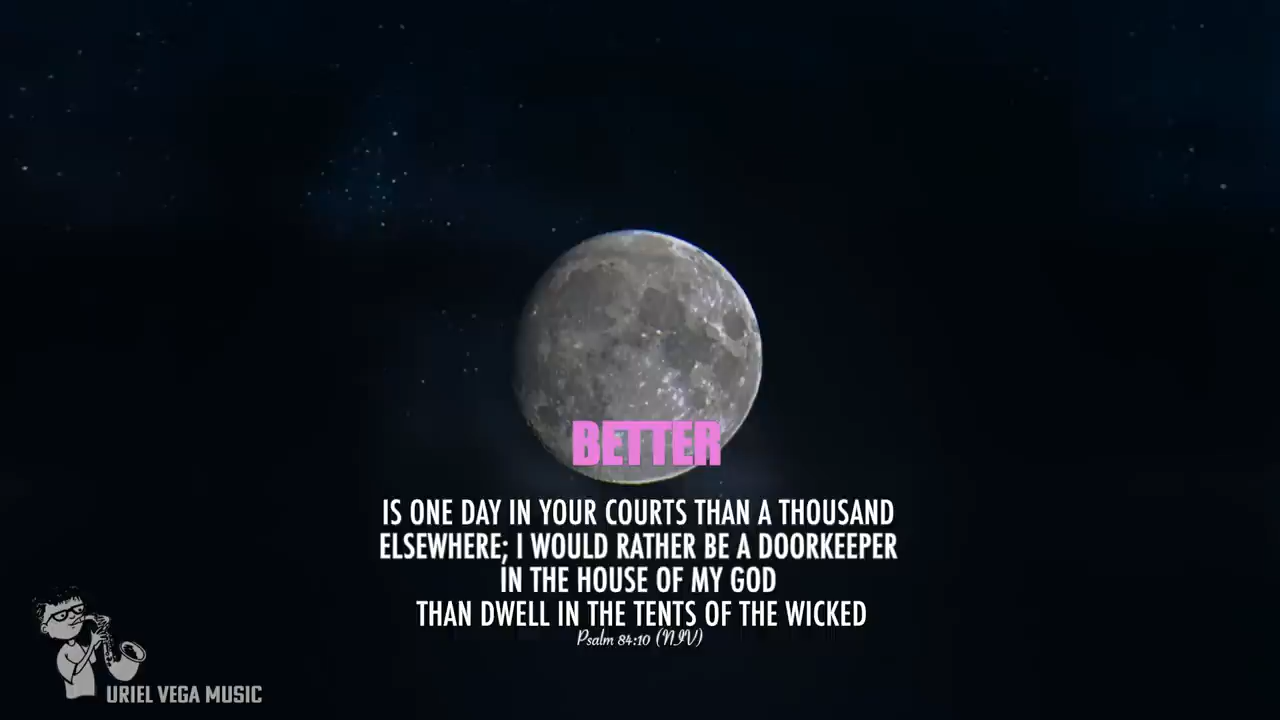 BETTER
IS ONE DAY IN YOUR COURTS THAN A THOUSAND
ELSEWHERE; I WOULD RATHER BE A DOORKEEPER
IN THE HOUSE OF MY GOD
THAN DWELL IN THE TENTS OF THE WICKED
Psalm 84:10 (NIV)
URIEL VEGA MUSIC